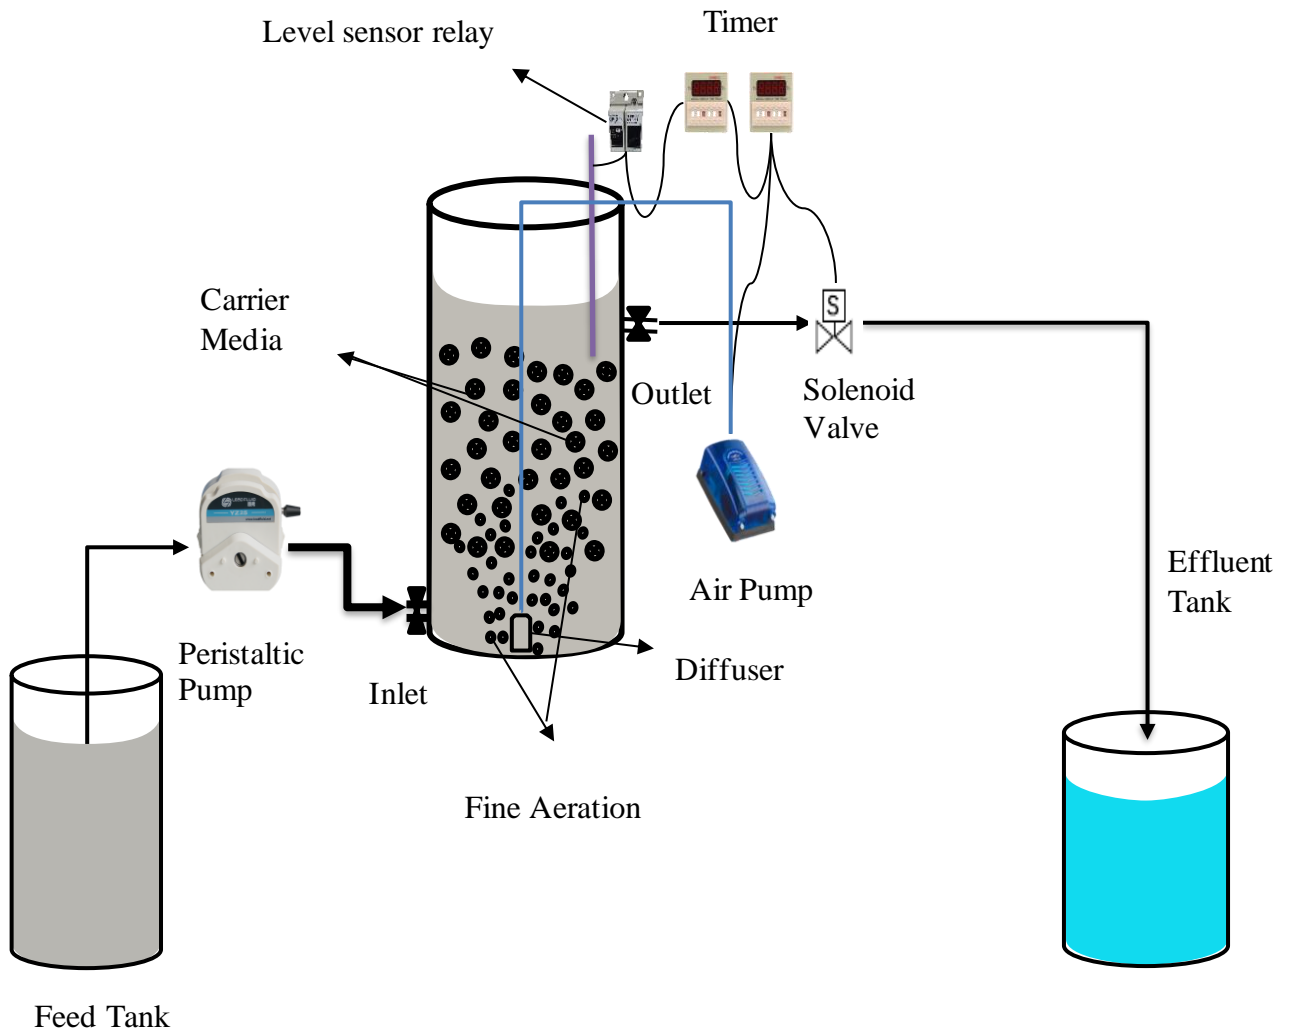 Timer
Level sensor relay
Carrier
Media
S
Outlet
Solenoid
Valve
Effluent
Tank
Air Pump
Peristaltic
Pump
Diffuser
Inlet
Fine Aeration
Feed Tank